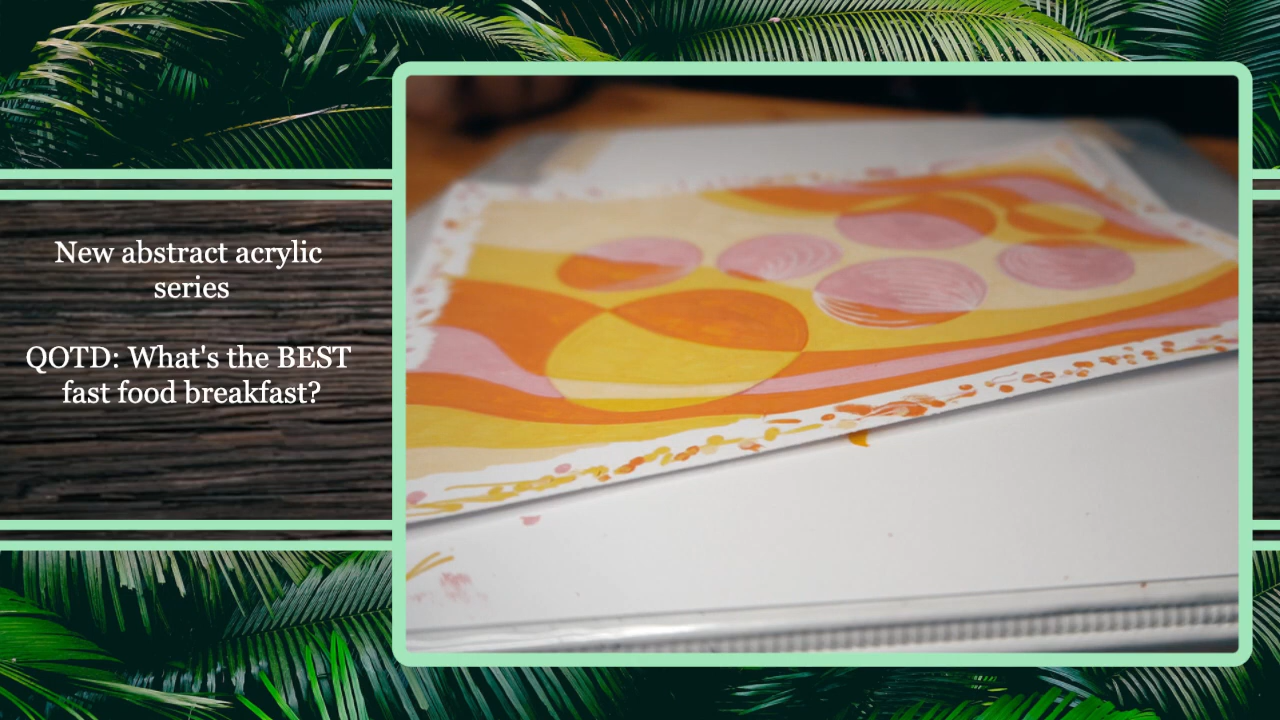 New abstract acrylic
series
QOTD: What's the BEST
fast food breakfast?